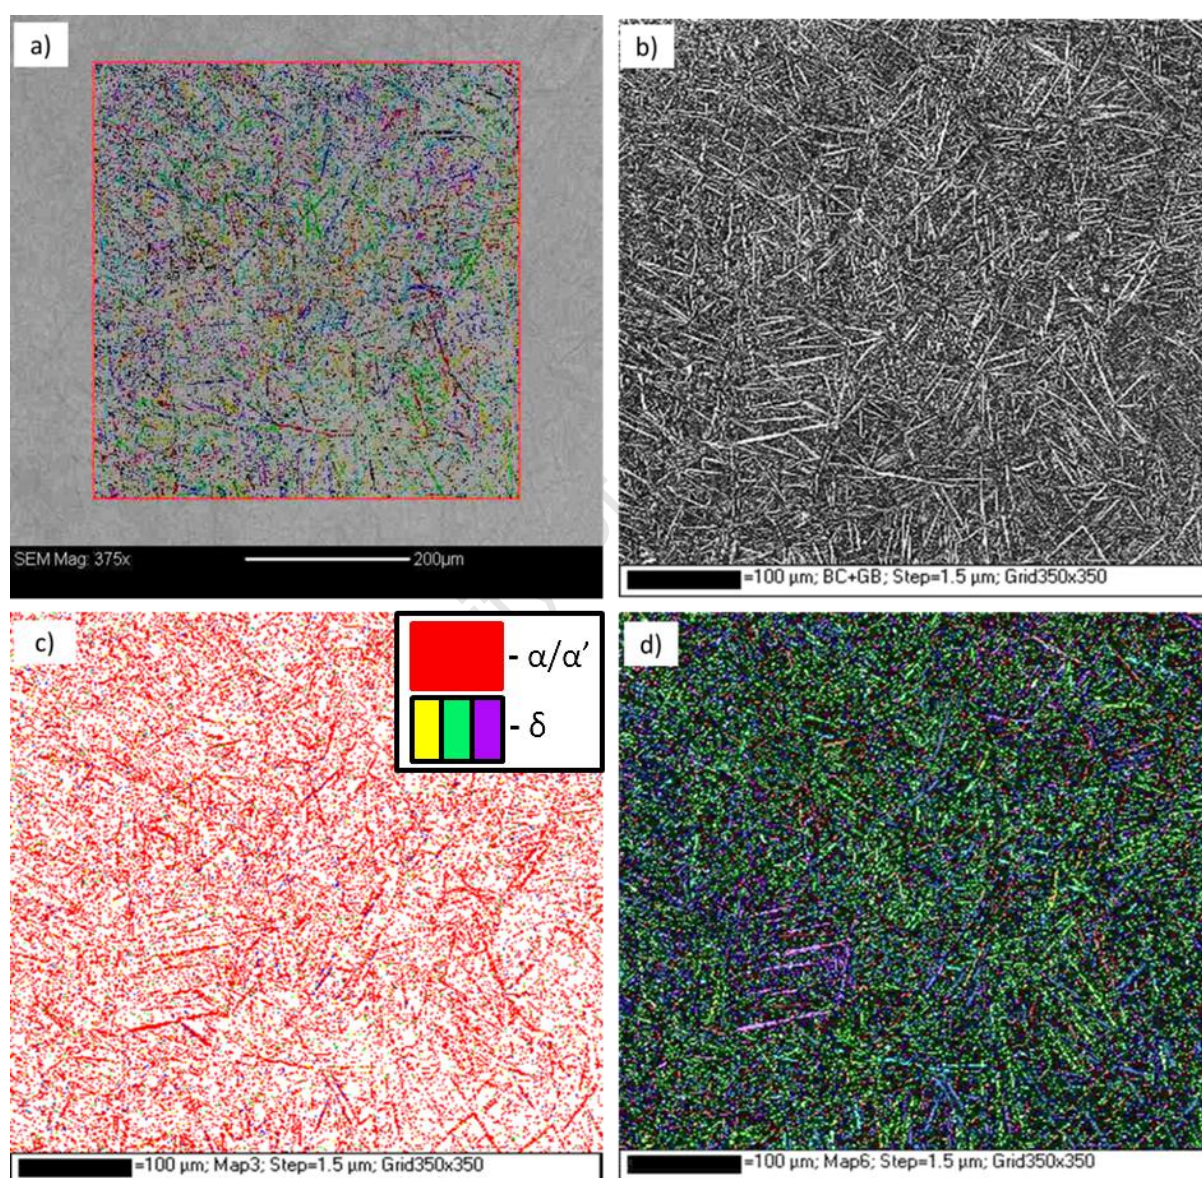 a)
b)
SEM Mag: 375x 200µm
=100 µm; BC+GB; Step=1.5 µm; Grid350x350
c)
- α/α’
- δ
d)
=100 µm; Map3; Step=1.5 µm; Grid350x350
=100 µm; Map6; Step=1.5 µm; Grid350x350